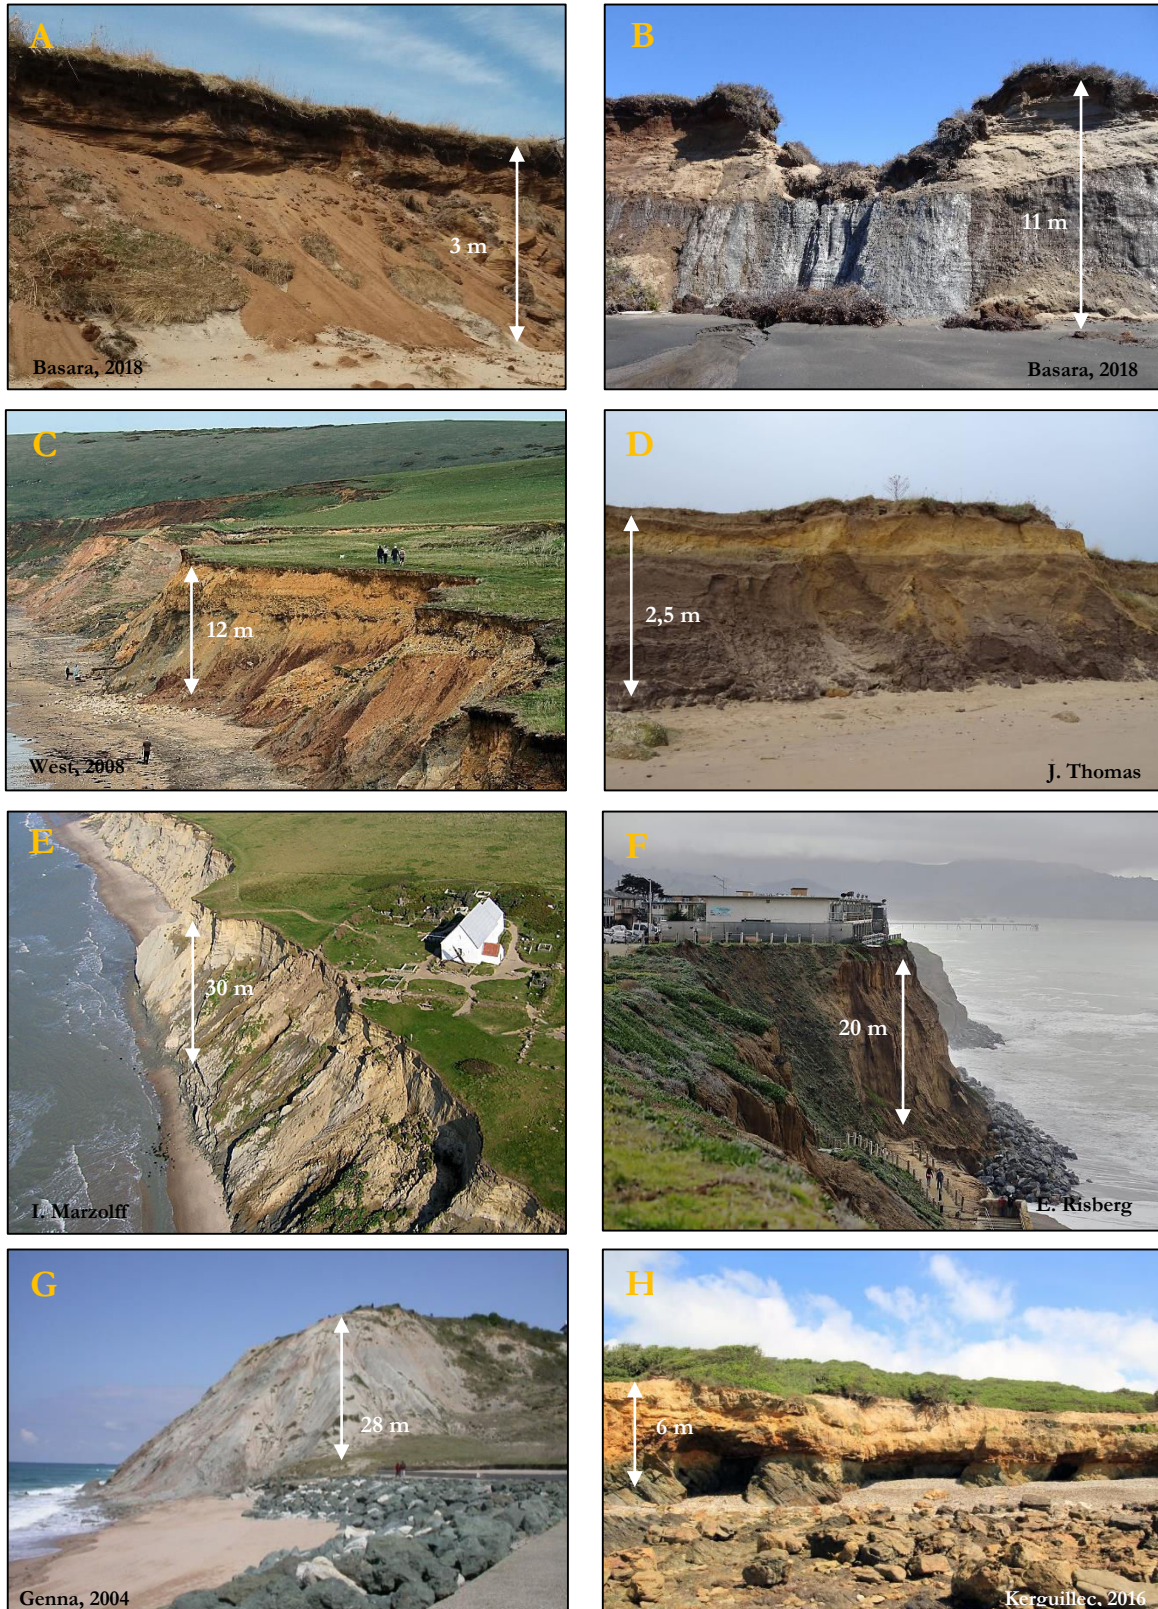 A
3 m
Basara, 2018
B
11 m
Basara, 2018
C
12 m
West, 2008
D
2,5 m
J. Thomas
E
30 m
I. Marzolff
F
20 m
E. Risberg
G
28 m
Genna, 2004
H
6 m
Kerguillec, 2016